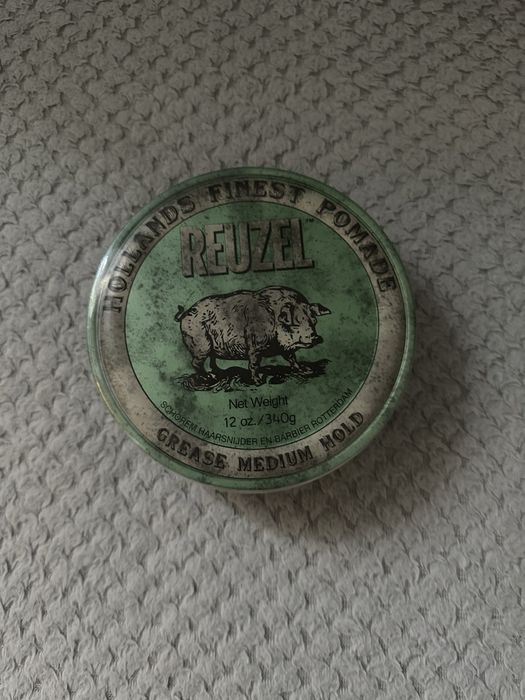 HOLLANDS FINEST POMADE
REUZEL
Net Weight
12 oz./340g
SCHOREM HAARSNIJDER EN BARBIER ROTTERDAM
GREASE MEDIUM HOLD